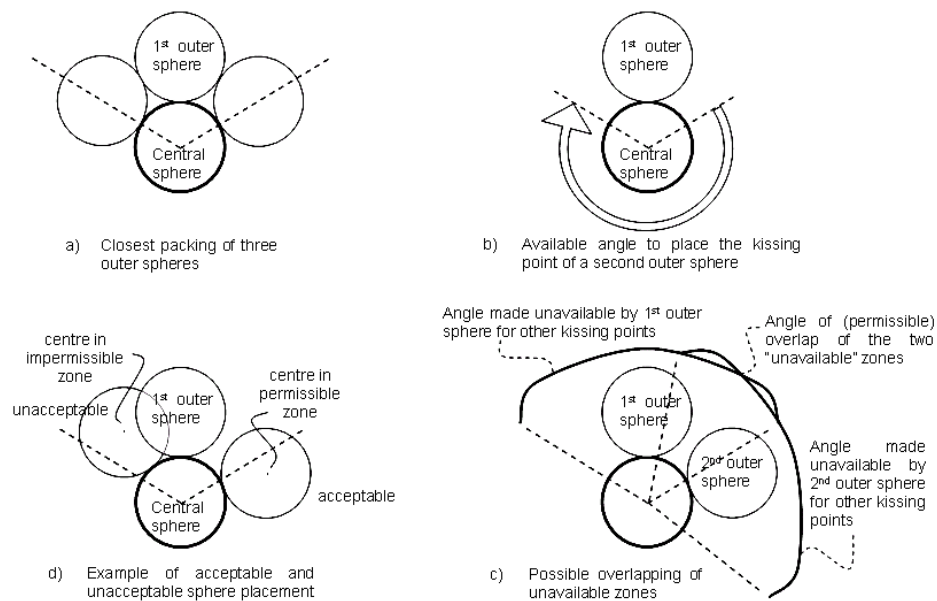 1st outer
sphere
Central
sphere
a) Closest packing of three
outer spheres
1st outer
sphere
Central
sphere
b) Available angle to place the kissing
point of a second outer sphere
centre in
impermissible
zone
unacceptable
1st outer
sphere
centre in
permissible
zone
acceptable
Central
sphere
d) Example of acceptable and
unacceptable sphere placement
Angle made unavailable by 1st outer
sphere for other kissing points
Angle of (permissible)
overlap of the two
"unavailable" zones
1st outer
sphere
2nd outer
sphere
Angle made
unavailable by
2nd outer sphere
for other kissing
points
c) Possible overlapping of
unavailable zones